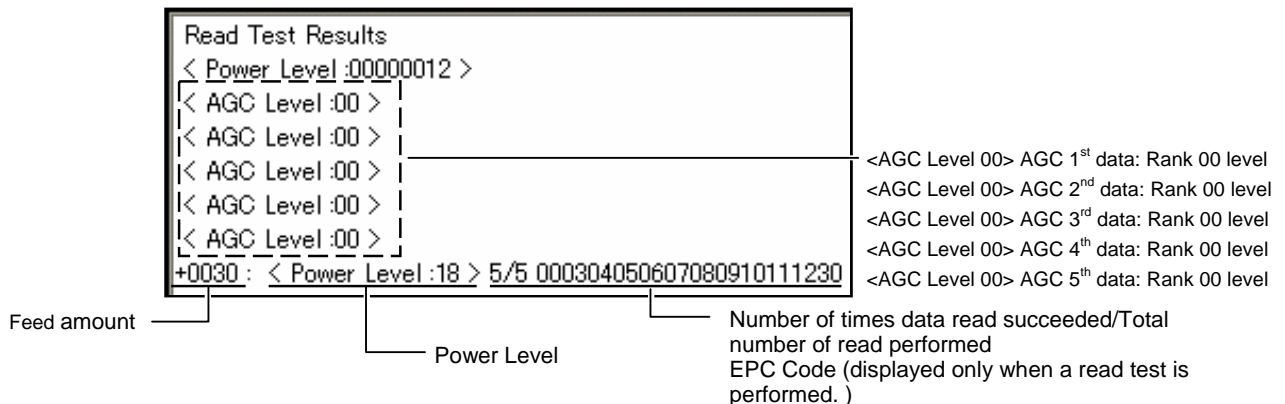 Read Test Results
< Power Level :00000012 >
< AGC Level :00 >
< AGC Level :00 >
< AGC Level :00 >
< AGC Level :00 >
< AGC Level :00 >
+0030 : < Power Level :18 > 5/5 000304050607080910111230
<AGC Level 00> AGC 1st data: Rank 00 level
<AGC Level 00> AGC 2nd data: Rank 00 level
<AGC Level 00> AGC 3rd data: Rank 00 level
<AGC Level 00> AGC 4th data: Rank 00 level
<AGC Level 00> AGC 5th data: Rank 00 level
Feed amount
Power Level
Number of times data read succeeded/Total
number of read performed
EPC Code (displayed only when a read test is
performed. )